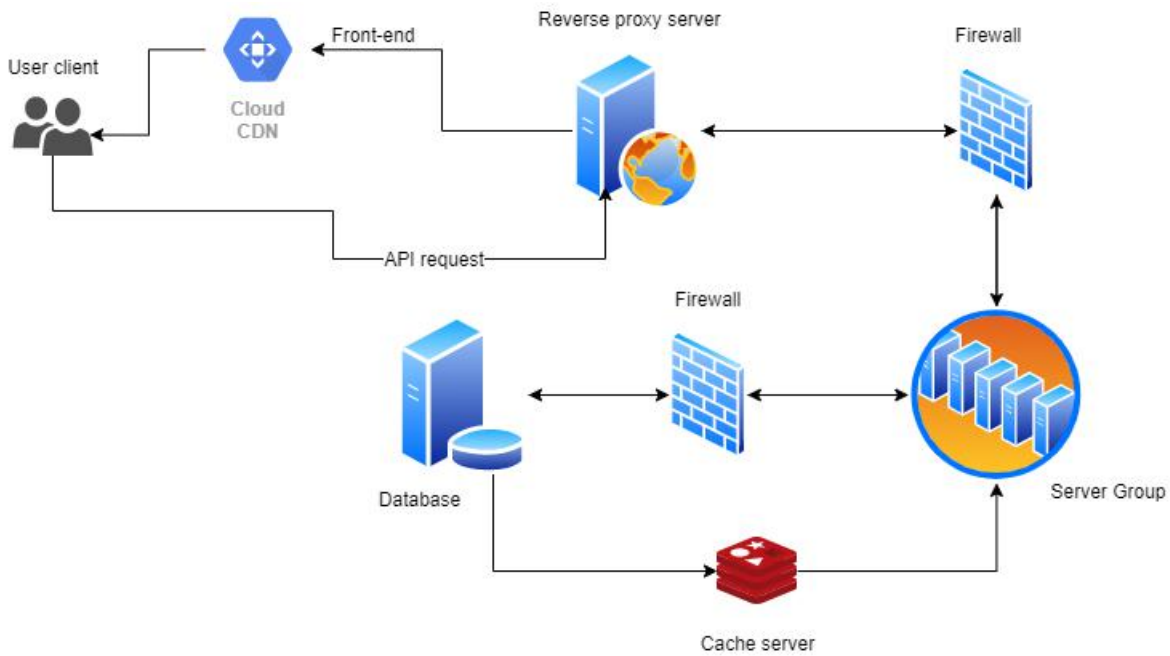 Reverse proxy server
Firewall
Front-end
User client
Cloud
CDN
API request
Firewall
Database
Server Group
Cache server